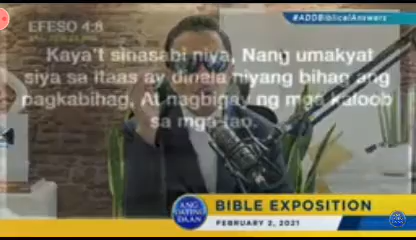 #ADDBiblicalAnswers
EFESO 4:8
Kaya't sinasabi niya, Nang umakyat
siya sa itaas ay dinala niyang bihag ang
pagkabihag, At nagbigay ng mga kaloob
sa mga tao.
ANG
DATING
DAAN
BIBLE EXPOSITION
FEBRUARY 2, 2021